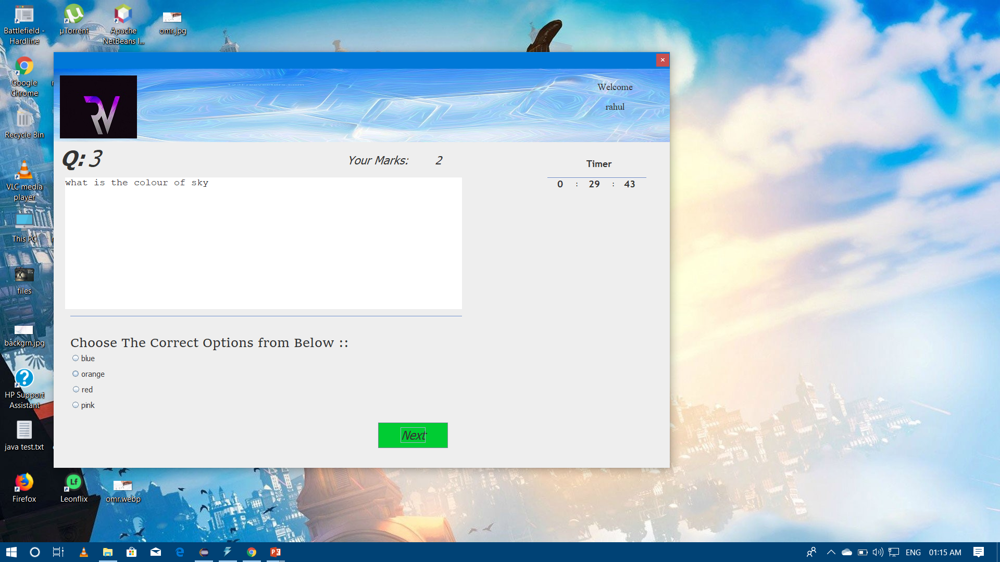 Battlefield -
Hardline
µTorrent
Apache
NetBeans I...
omr.jpg
Google
Chrome
Recycle Bin
VLC media
player
This PC
files
backgrn.jpg
HP Support
Assistant
java test.txt
Firefox
Lf
Leonflix
omr.webp
×
RV
Welcome
rahul
Q: 3
Your Marks: 2
Timer
0 : 29 : 43
what is the colour of sky
Choose The Correct Options from Below ::
blue
orange
red
pink
Next
ENG
01:15 AM